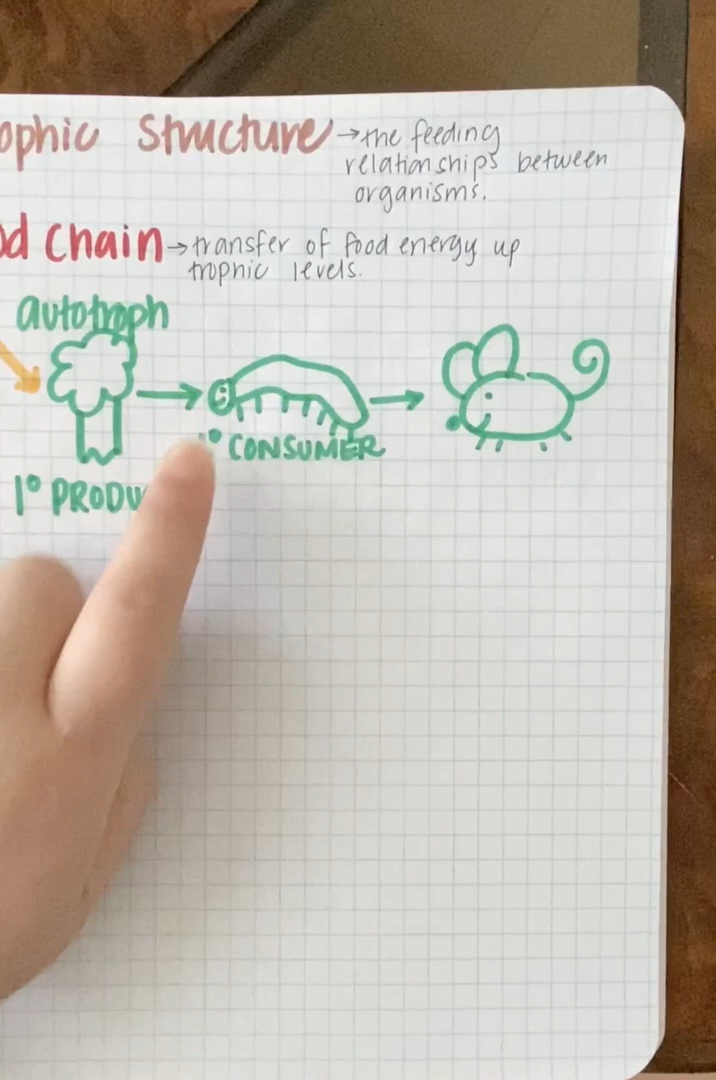 ophic Structure → the feeding
relationships between
organisms.
od Chain → transfer of food energy up
trophic levels.
autotroph
° CONSUMER
1° PRODU